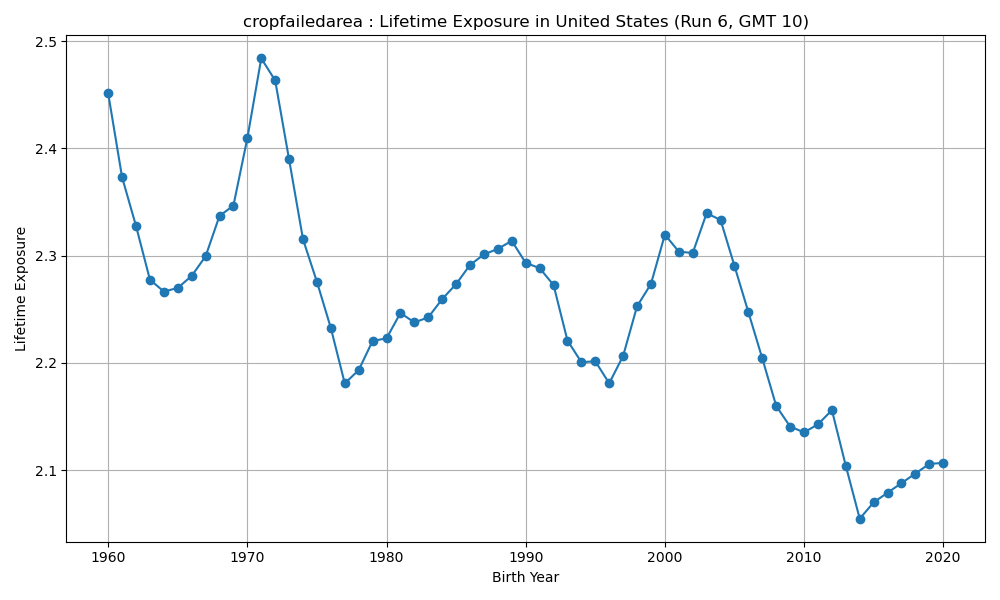 cropfailedarea : Lifetime Exposure in United States (Run 6, GMT 10)
Lifetime Exposure
2.5
2.4
2.3
2.2
2.1
1960 1970 1980 1990 2000 2010 2020
Birth Year